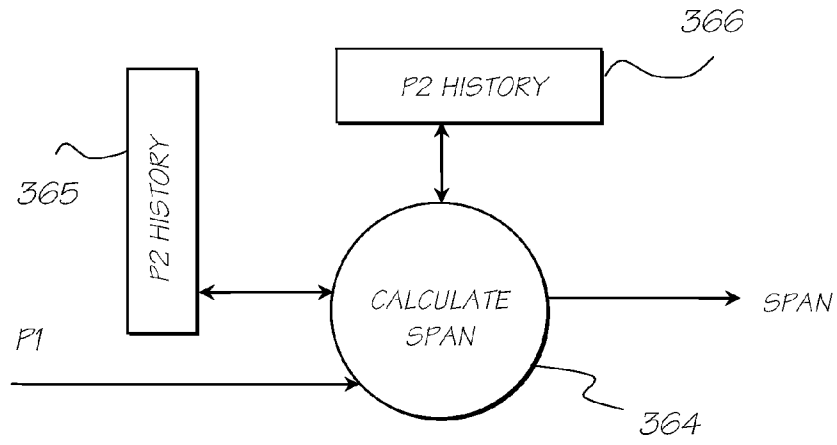 366
P2 HISTORY
365
P2 HISTORY
CALCULATE
SPAN
SPAN
P1
364